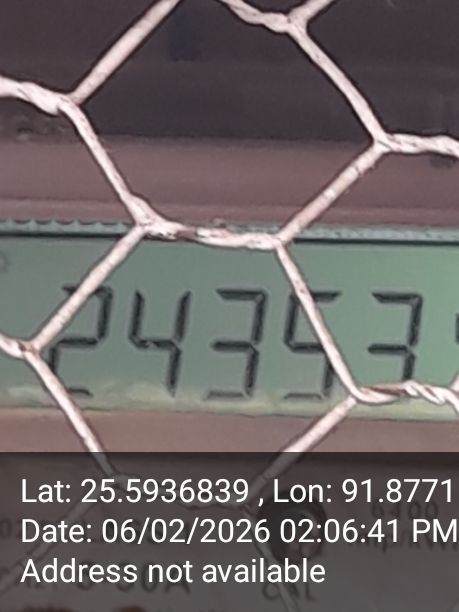 24353
Lat: 25.5936839 , Lon: 91.8771
Date: 06/02/2026 02:06:41 PM
Address not available